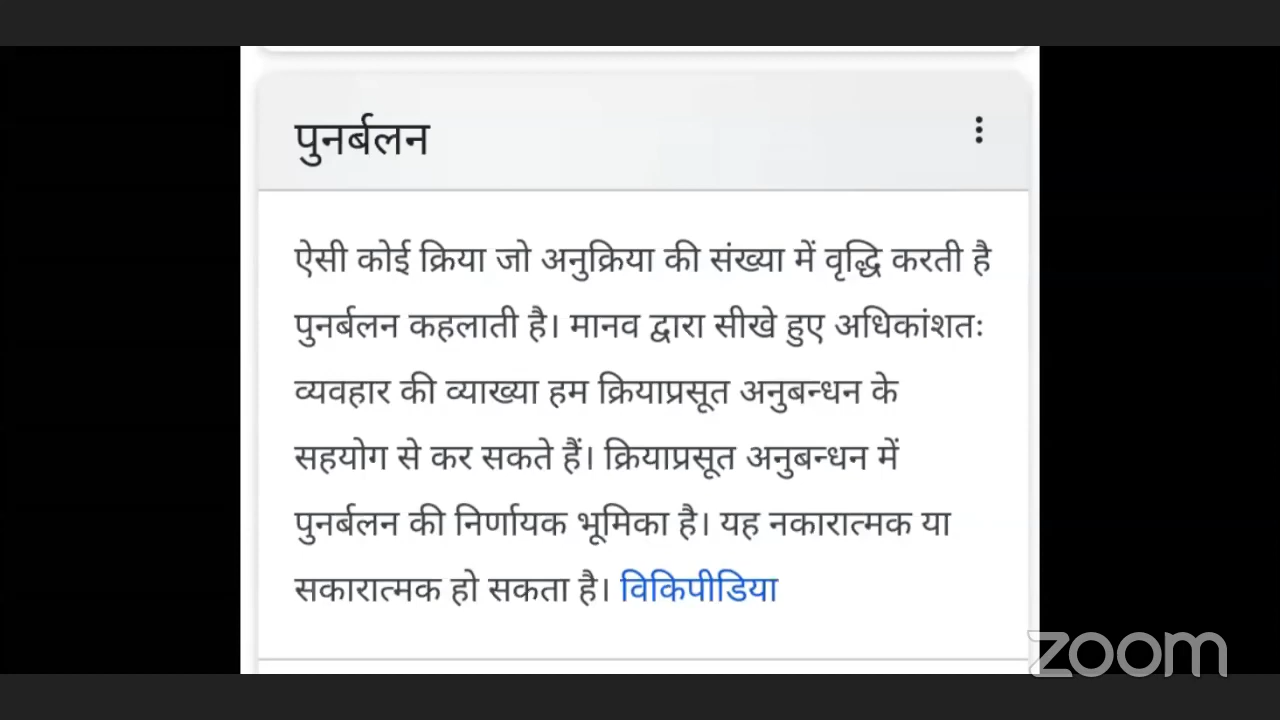 पुनर्बलन
ऐसी कोई क्रिया जो अनुक्रिया की संख्या में वृद्धि करती है
पुनर्बलन कहलाती है। मानव द्वारा सीखे हुए अधिकांशतः
व्यवहार की व्याख्या हम क्रियाप्रसूत अनुबन्धन के
सहयोग से कर सकते हैं। क्रियाप्रसूत अनुबन्धन में
पुनर्बलन की निर्णायक भूमिका है। यह नकारात्मक या
सकारात्मक हो सकता है। विकिपीडिया
zoom